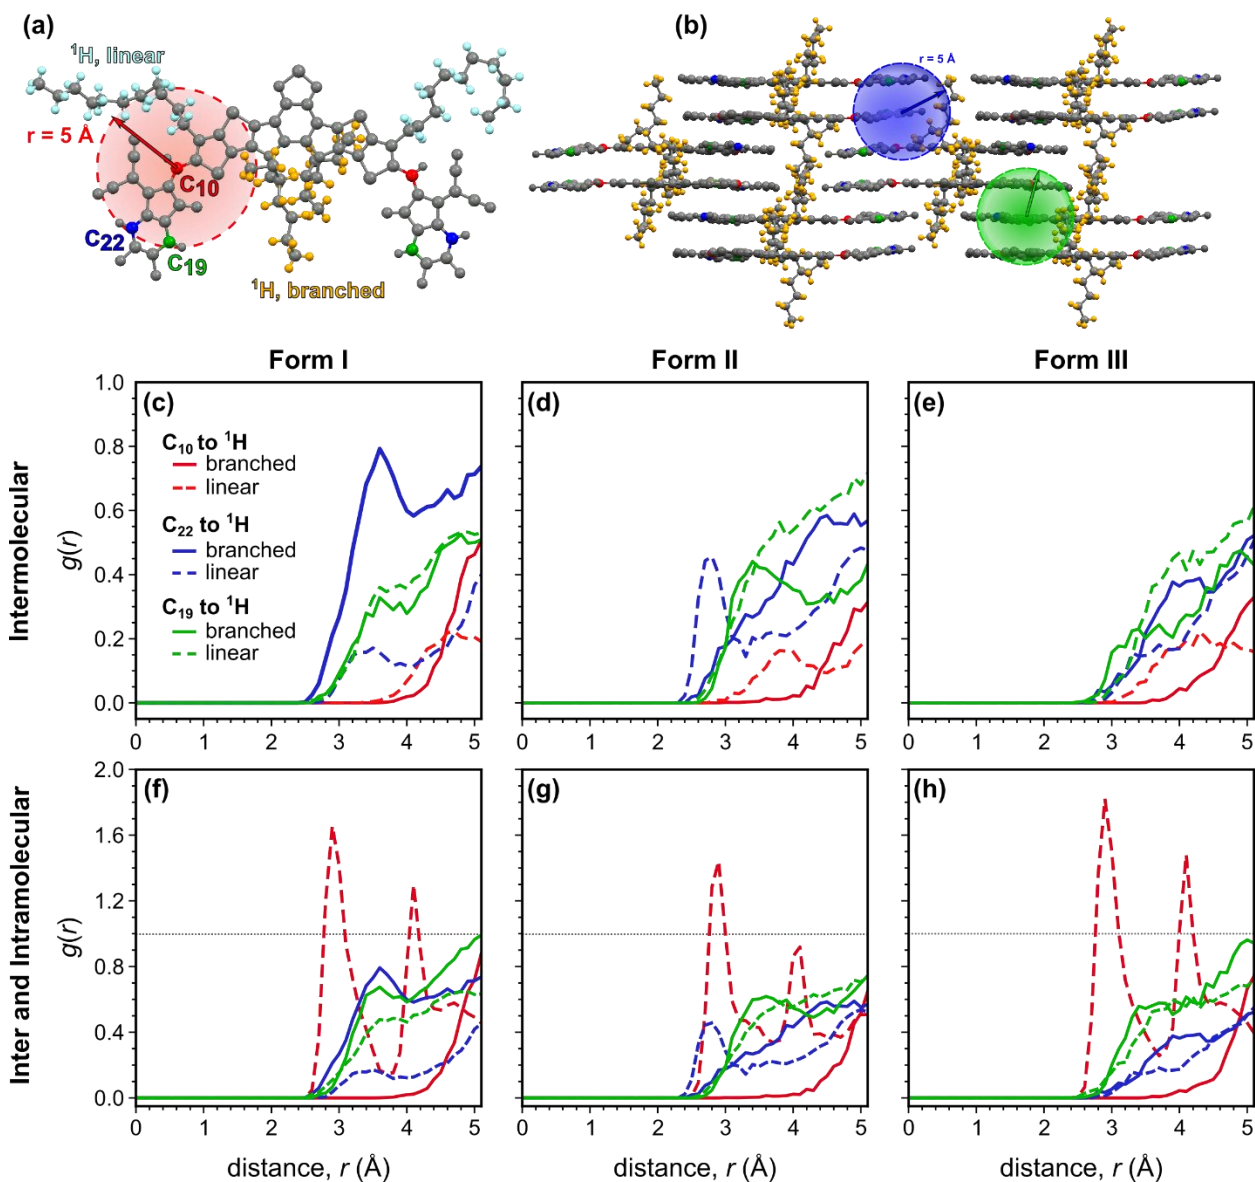 (a)
¹H, linear
r = 5 Å
C₁₀
C₂₂
C₁₉
¹H, branched
(b)
r = 5 Å
Form I
Form II
Form III
Intermolecular
g(r)
1.0
0.8
0.6
0.4
0.2
0.0
(c)
C₁₀ to ¹H
branched
linear
C₂₂ to ¹H
branched
linear
C₁₉ to ¹H
branched
linear
0 1 2 3 4 5
(d)
0 1 2 3 4 5
(e)
0 1 2 3 4 5
Inter and Intramolecular
g(r)
2.0
1.6
1.2
0.8
0.4
0.0
(f)
0 1 2 3 4 5
distance, r (Å)
(g)
0 1 2 3 4 5
distance, r (Å)
(h)
0 1 2 3 4 5
distance, r (Å)